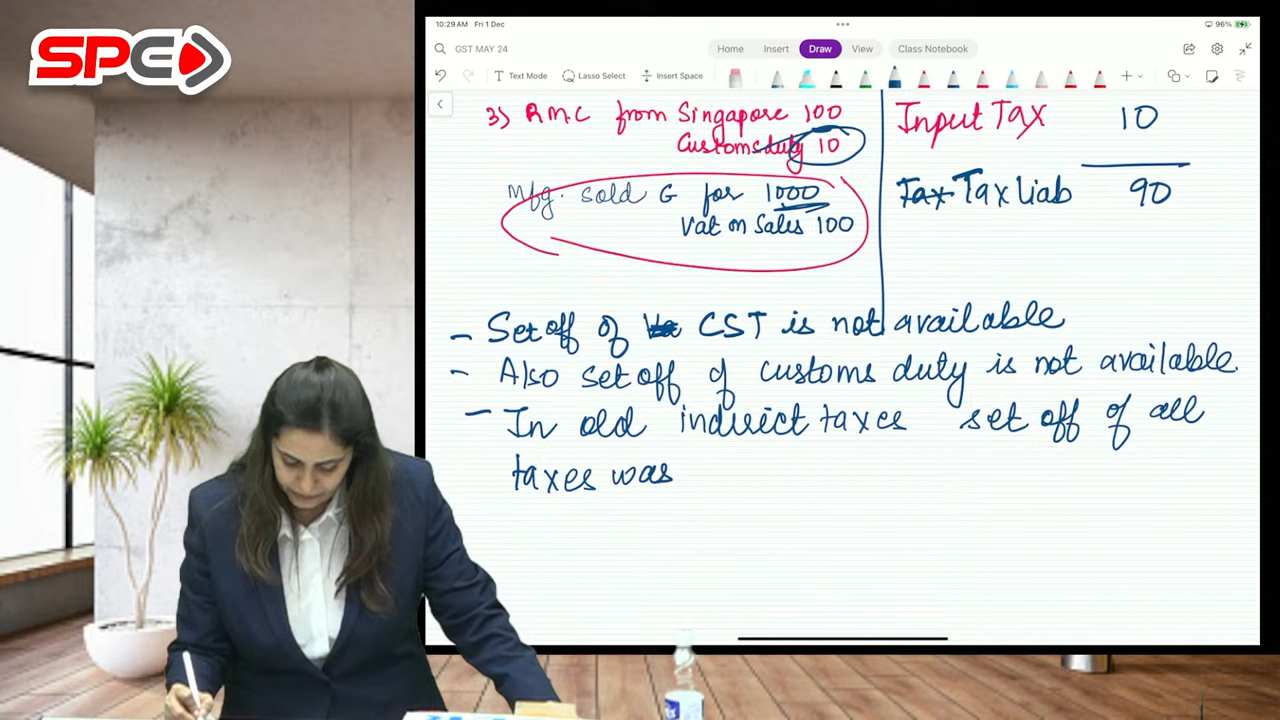 SPED
10:29 AM Fri 1 Dec
96%
GST MAY 24
Home Insert Draw View Class Notebook
Text Mode Lasso Select Insert Space
3) RMC from Singapore 100
Customs duty 10
Mfg. sold G for 1000
Vat on Sales 100
Input Tax 10
Tax Tax Liab 90
- Set off of CST is not available
- Also set off of customs duty is not available.
- In old indirect taxes set off of all
taxes was